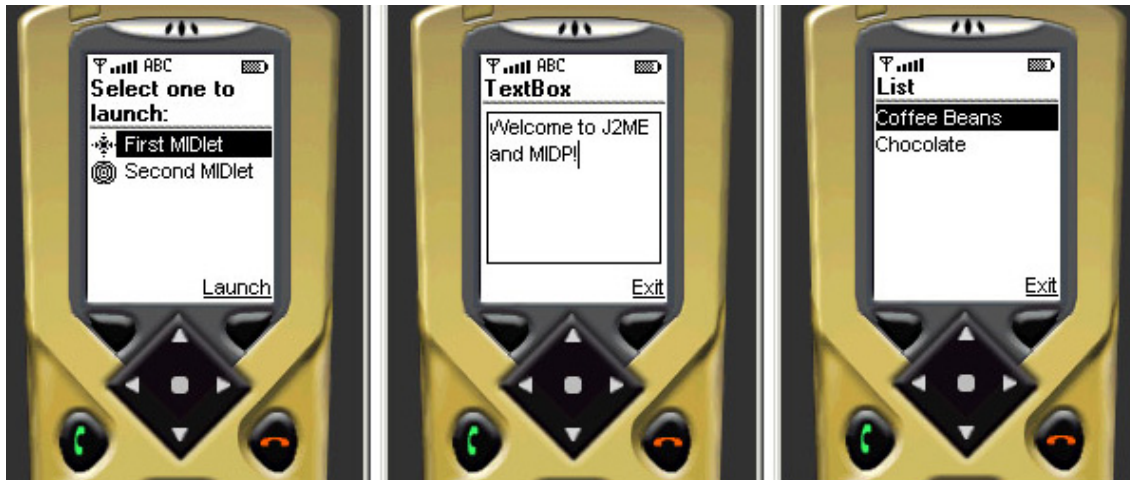 ABC
Select one to
launch:
First MIDlet
Second MIDlet
Launch
ABC
TextBox
Welcome to J2ME
and MIDP!
Exit
List
Coffee Beans
Chocolate
Exit